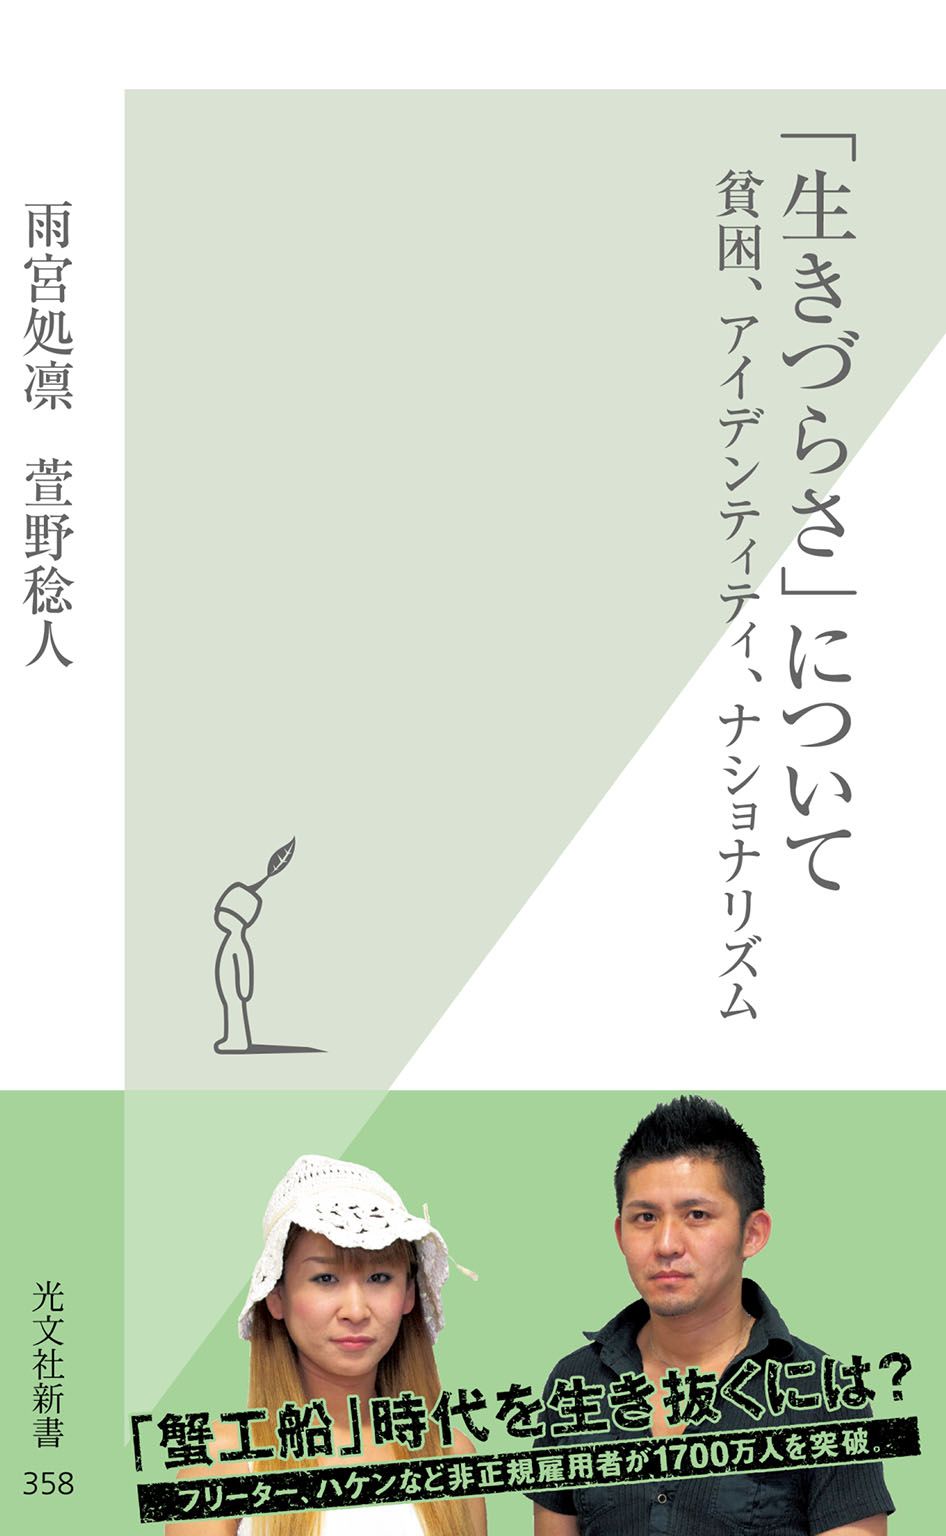 「生きづらさ」について
貧困、アイデンティティ、ナショナリズム
雨宮処凛　萱野稔人
「蟹工船」時代を生き抜くには?
フリーター、ハケンなど非正規雇用者が1700万人を突破。
光文社新書
358